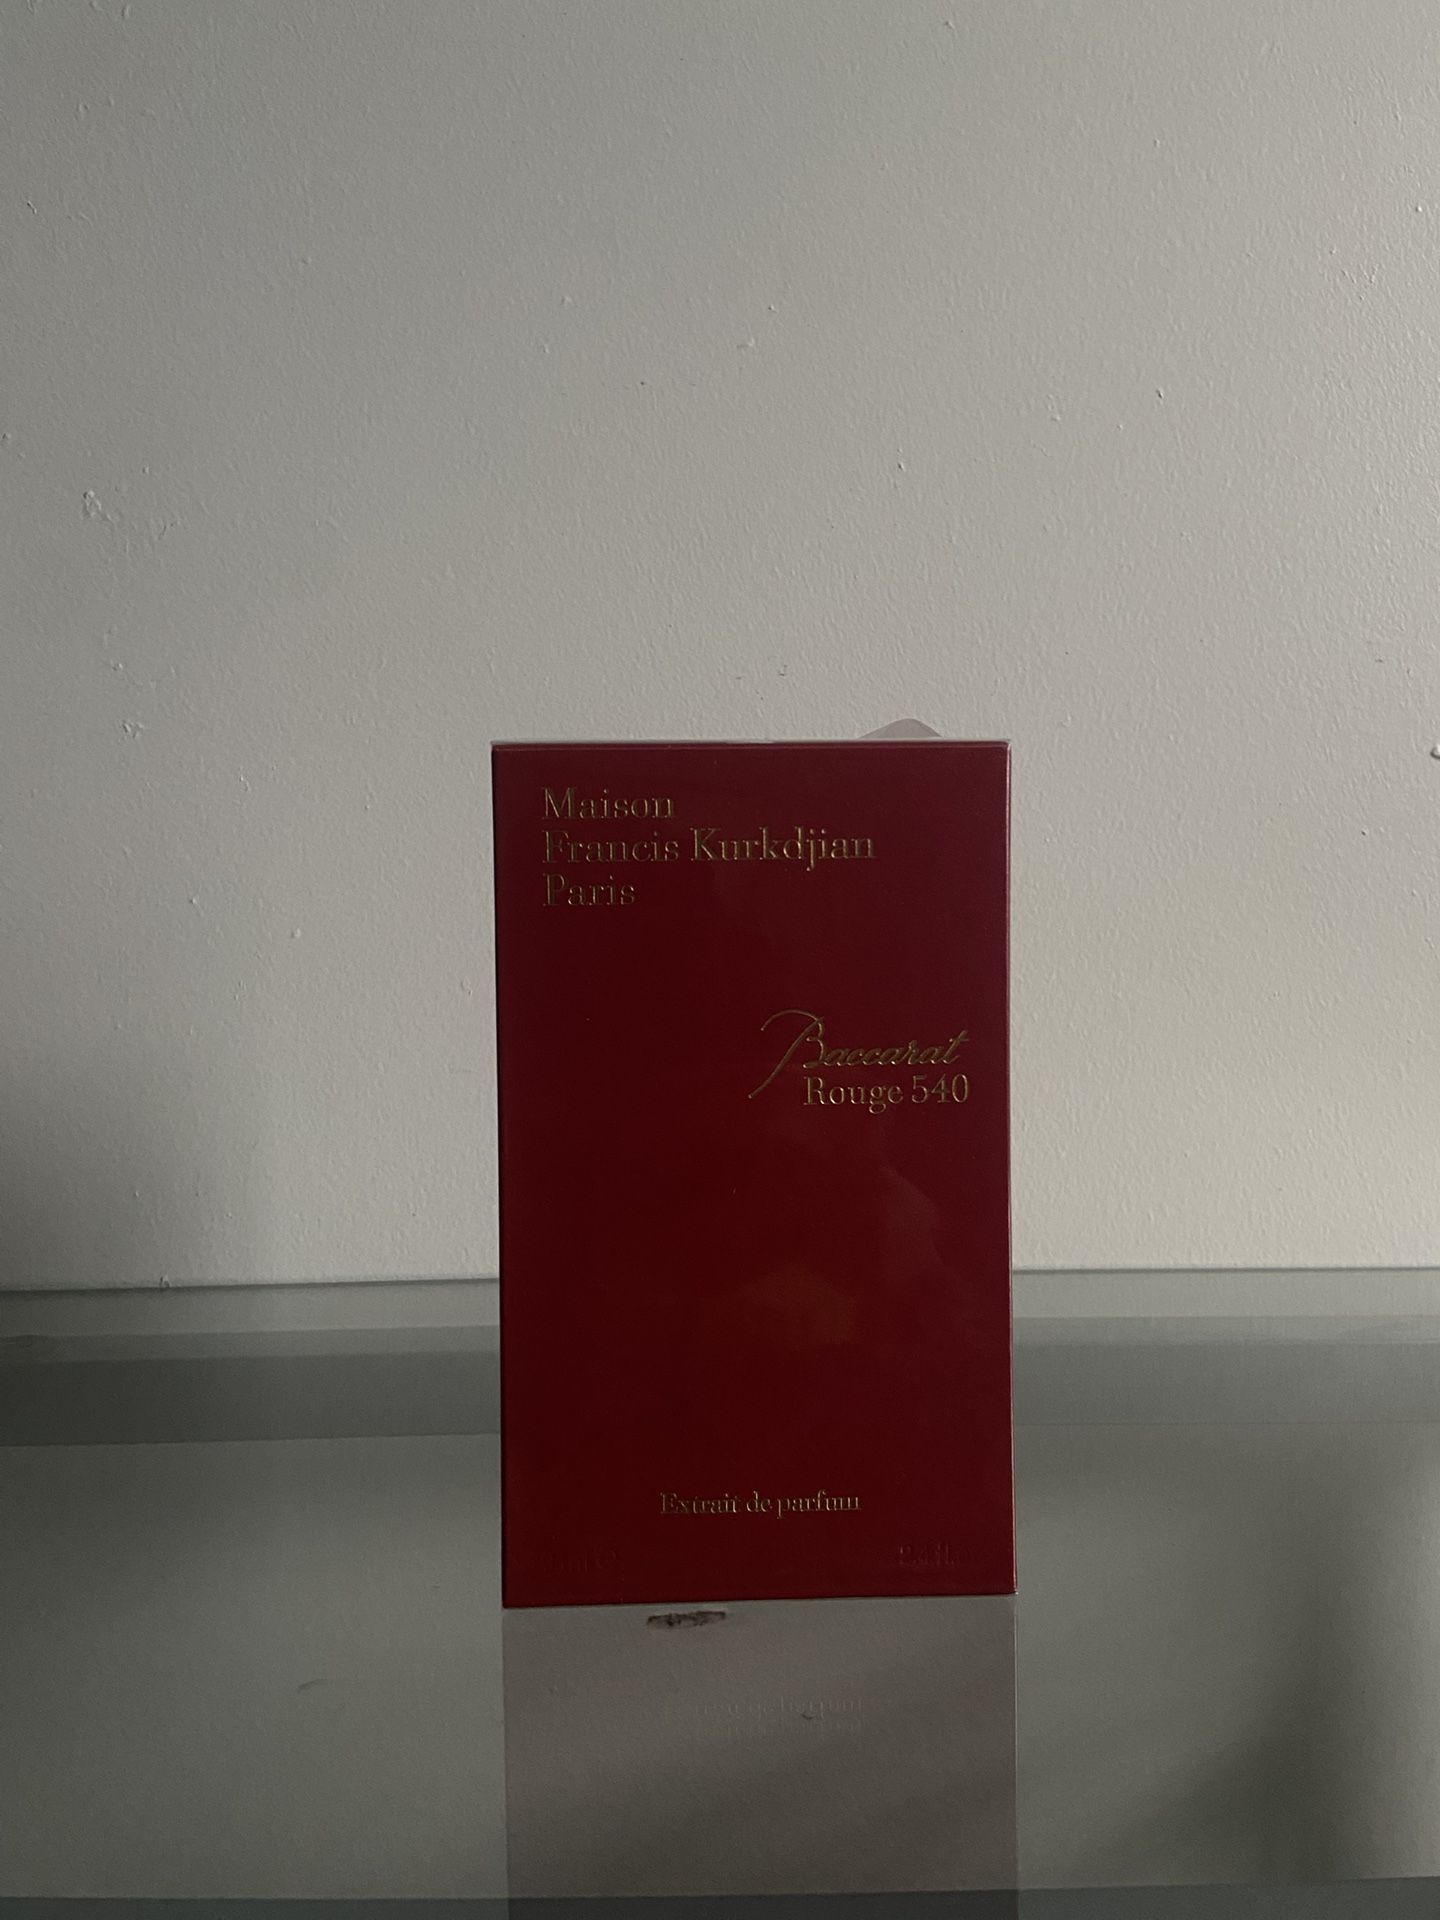 Maison
Francis Kurkdjian
Paris
Baccarat
Rouge 540
Extrait de parfum